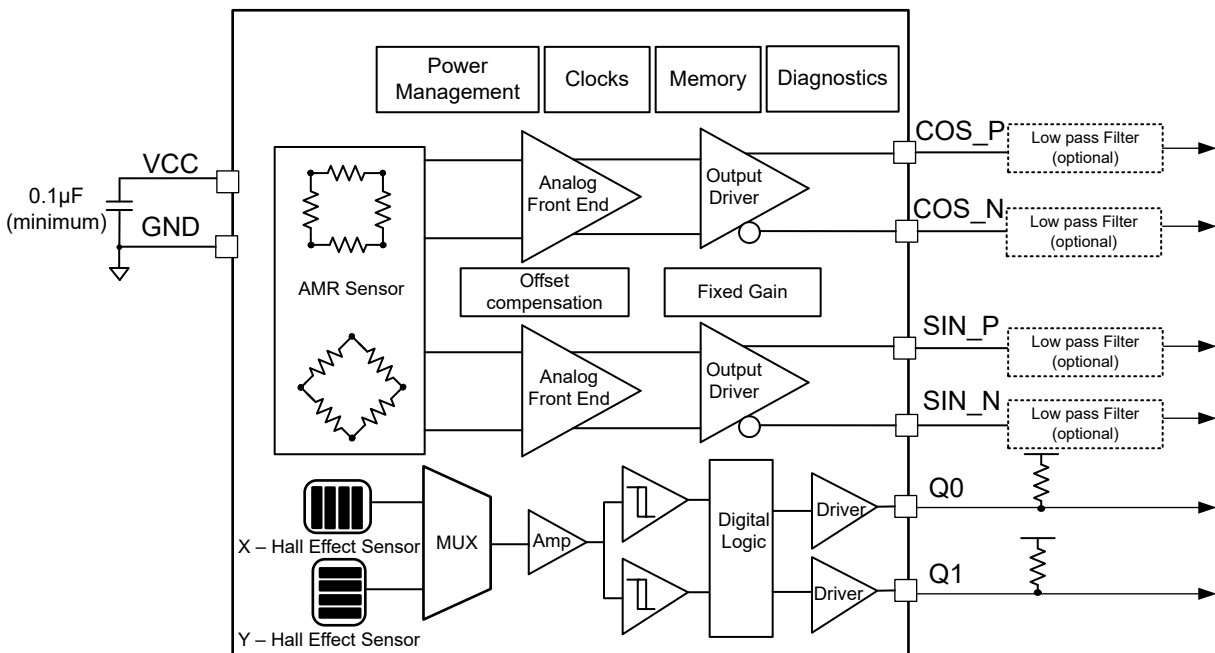 Power
Management
Clocks
Memory
Diagnostics
VCC
0.1µF
(minimum)
GND
AMR Sensor
Analog
Front End
Output
Driver
COS_P
Low pass Filter
(optional)
COS_N
Low pass Filter
(optional)
Offset
compensation
Fixed Gain
Analog
Front End
Output
Driver
SIN_P
Low pass Filter
(optional)
SIN_N
Low pass Filter
(optional)
X – Hall Effect Sensor
Y – Hall Effect Sensor
MUX
Amp
Digital
Logic
Driver
Q0
Driver
Q1